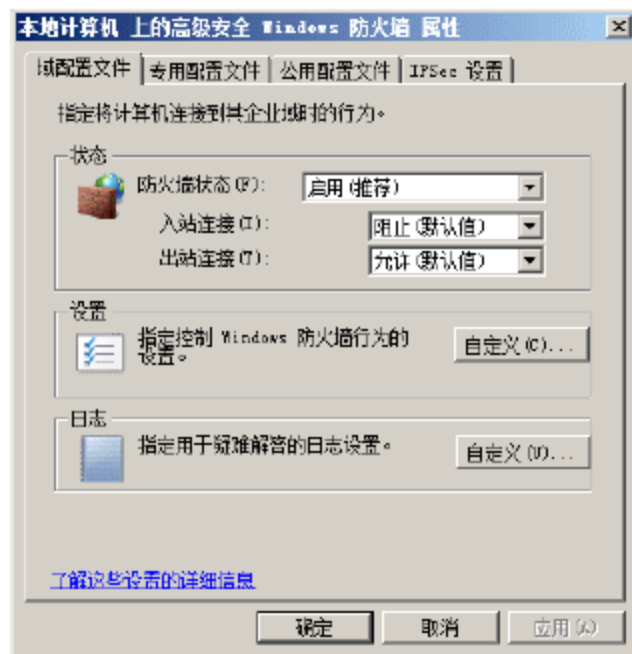 本地计算机 上的高级安全 Windows 防火墙 属性
域配置文件 专用配置文件 公用配置文件 IPSec 设置
指定将计算机连接到其企业域时的行为。
状态
防火墙状态(F): 启用(推荐)
入站连接(I): 阻止(默认值)
出站连接(T): 允许(默认值)
设置
指定控制 Windows 防火墙行为的
设置。
自定义(C)...
日志
指定用于疑难解答的日志设置。
自定义(U)...
了解这些设置的详细信息
确定 取消 应用(A)